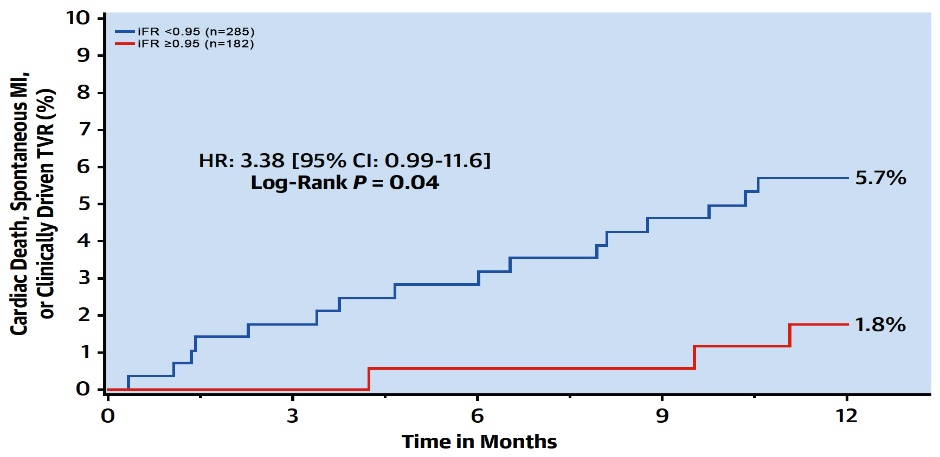 Cardiac Death, Spontaneous MI,
or Clinically Driven TVR (%)
10
9
8
7
6
5
4
3
2
1
0
iFR <0.95 (n=285)
iFR ≥0.95 (n=182)
HR: 3.38 [95% CI: 0.99-11.6]
Log-Rank P = 0.04
5.7%
1.8%
0 3 6 9 12
Time in Months